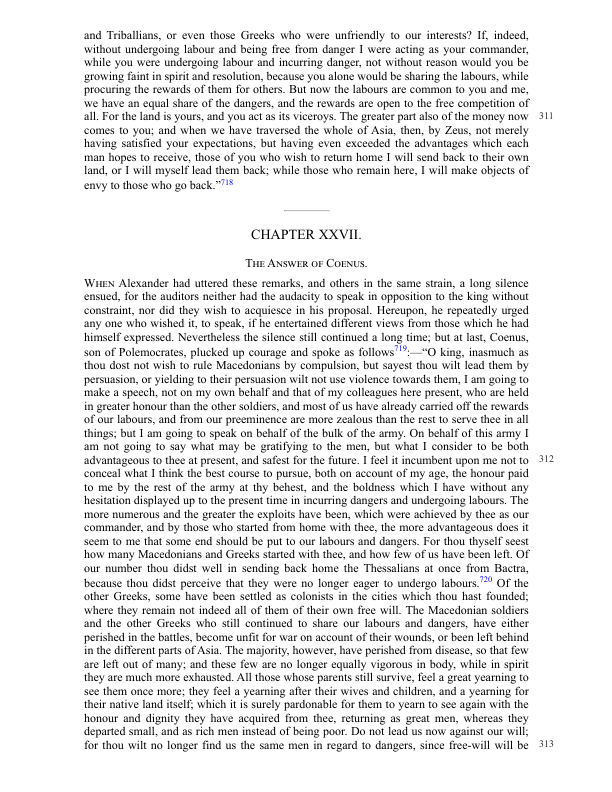 and Triballians, or even those Greeks who were unfriendly to our interests? If, indeed,
without undergoing labour and being free from danger I were acting as your commander,
while you were undergoing labour and incurring danger, not without reason would you be
growing faint in spirit and resolution, because you alone would be sharing the labours, while
procuring the rewards of them for others. But now the labours are common to you and me,
we have an equal share of the dangers, and the rewards are open to the free competition of
all. For the land is yours, and you act as its viceroys. The greater part also of the money now 311
comes to you; and when we have traversed the whole of Asia, then, by Zeus, not merely
having satisfied your expectations, but having even exceeded the advantages which each
man hopes to receive, those of you who wish to return home I will send back to their own
land, or I will myself lead them back; while those who remain here, I will make objects of
envy to those who go back.”718
CHAPTER XXVII.
The Answer of Coenus.
When Alexander had uttered these remarks, and others in the same strain, a long silence
ensued, for the auditors neither had the audacity to speak in opposition to the king without
constraint, nor did they wish to acquiesce in his proposal. Hereupon, he repeatedly urged
any one who wished it, to speak, if he entertained different views from those which he had
himself expressed. Nevertheless the silence still continued a long time; but at last, Coenus,
son of Polemocrates, plucked up courage and spoke as follows719:—“O king, inasmuch as
thou dost not wish to rule Macedonians by compulsion, but sayest thou wilt lead them by
persuasion, or yielding to their persuasion wilt not use violence towards them, I am going to
make a speech, not on my own behalf and that of my colleagues here present, who are held
in greater honour than the other soldiers, and most of us have already carried off the rewards
of our labours, and from our preeminence are more zealous than the rest to serve thee in all
things; but I am going to speak on behalf of the bulk of the army. On behalf of this army I
am not going to say what may be gratifying to the men, but what I consider to be both
advantageous to thee at present, and safest for the future. I feel it incumbent upon me not to 312
conceal what I think the best course to pursue, both on account of my age, the honour paid
to me by the rest of the army at thy behest, and the boldness which I have without any
hesitation displayed up to the present time in incurring dangers and undergoing labours. The
more numerous and the greater the exploits have been, which were achieved by thee as our
commander, and by those who started from home with thee, the more advantageous does it
seem to me that some end should be put to our labours and dangers. For thou thyself seest
how many Macedonians and Greeks started with thee, and how few of us have been left. Of
our number thou didst well in sending back home the Thessalians at once from Bactra,
because thou didst perceive that they were no longer eager to undergo labours.720 Of the
other Greeks, some have been settled as colonists in the cities which thou hast founded;
where they remain not indeed all of them of their own free will. The Macedonian soldiers
and the other Greeks who still continued to share our labours and dangers, have either
perished in the battles, become unfit for war on account of their wounds, or been left behind
in the different parts of Asia. The majority, however, have perished from disease, so that few
are left out of many; and these few are no longer equally vigorous in body, while in spirit
they are much more exhausted. All those whose parents still survive, feel a great yearning to
see them once more; they feel a yearning after their wives and children, and a yearning for
their native land itself; which it is surely pardonable for them to yearn to see again with the
honour and dignity they have acquired from thee, returning as great men, whereas they
departed small, and as rich men instead of being poor. Do not lead us now against our will;
for thou wilt no longer find us the same men in regard to dangers, since free-will will be 313